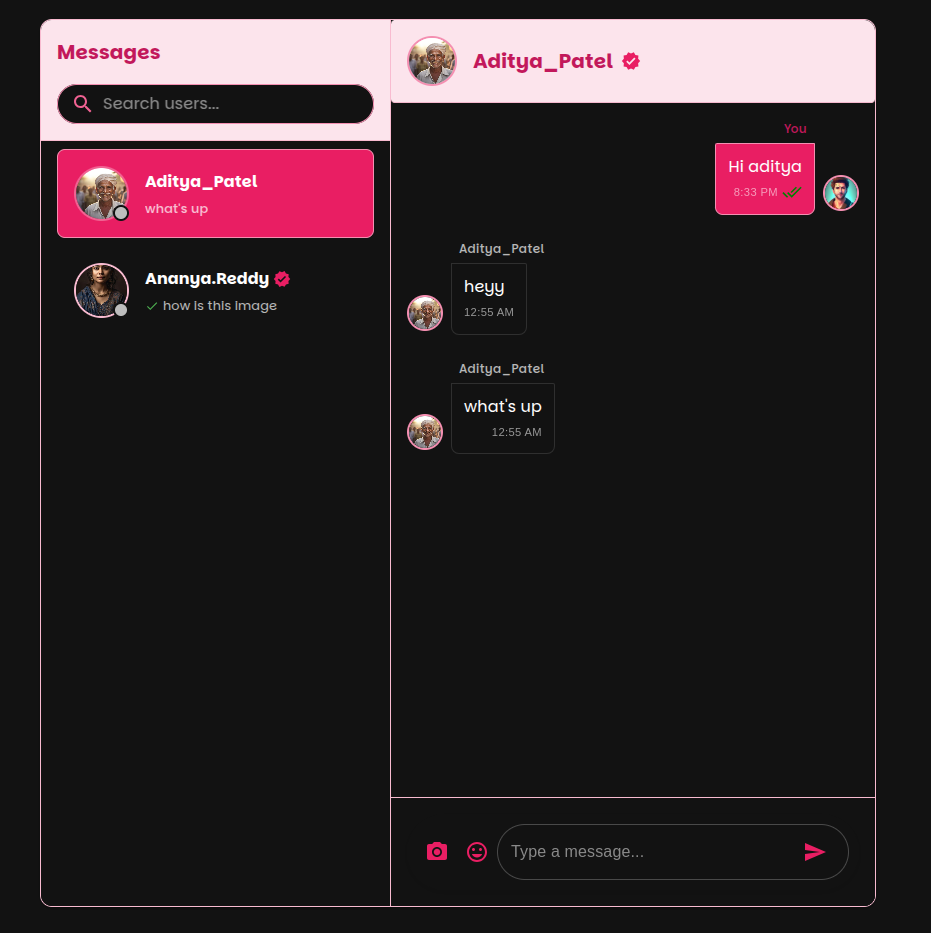 Messages
Search users...
Aditya_Patel
what's up
Ananya.Reddy
how is this image
Aditya_Patel
You
Hi aditya
8:33 PM
Aditya_Patel
heyy
12:55 AM
Aditya_Patel
what's up
12:55 AM
Type a message...